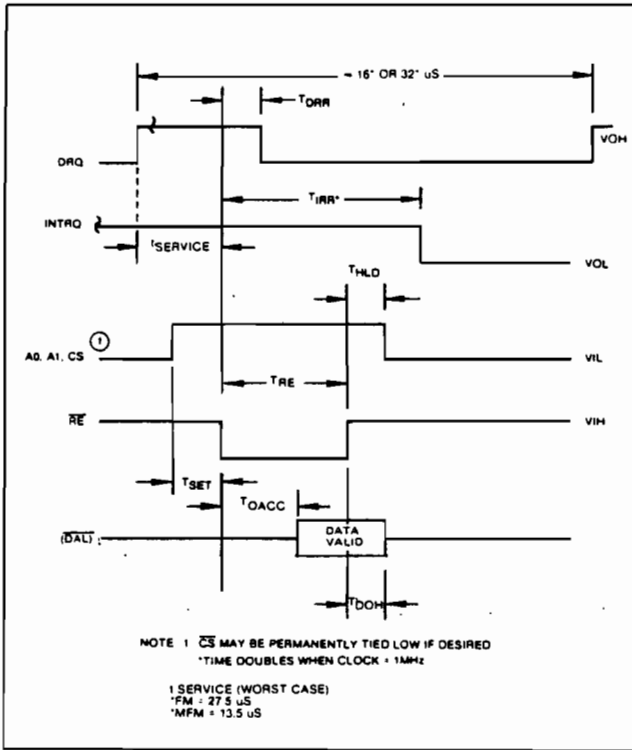 ≈ 16* OR 32* uS
TDRR
VOH
DRQ
TIRR*
INTRQ
tSERVICE
VOL
THLD
1
A0, A1, CS
VIL
TRE
RE
VIH
TSET
TDACC
(DAL)
DATA
VALID
TDOH
NOTE 1 CS MAY BE PERMANENTLY TIED LOW IF DESIRED
*TIME DOUBLES WHEN CLOCK = 1MHz
t SERVICE (WORST CASE)
*FM = 27.5 uS
*MFM = 13.5 uS